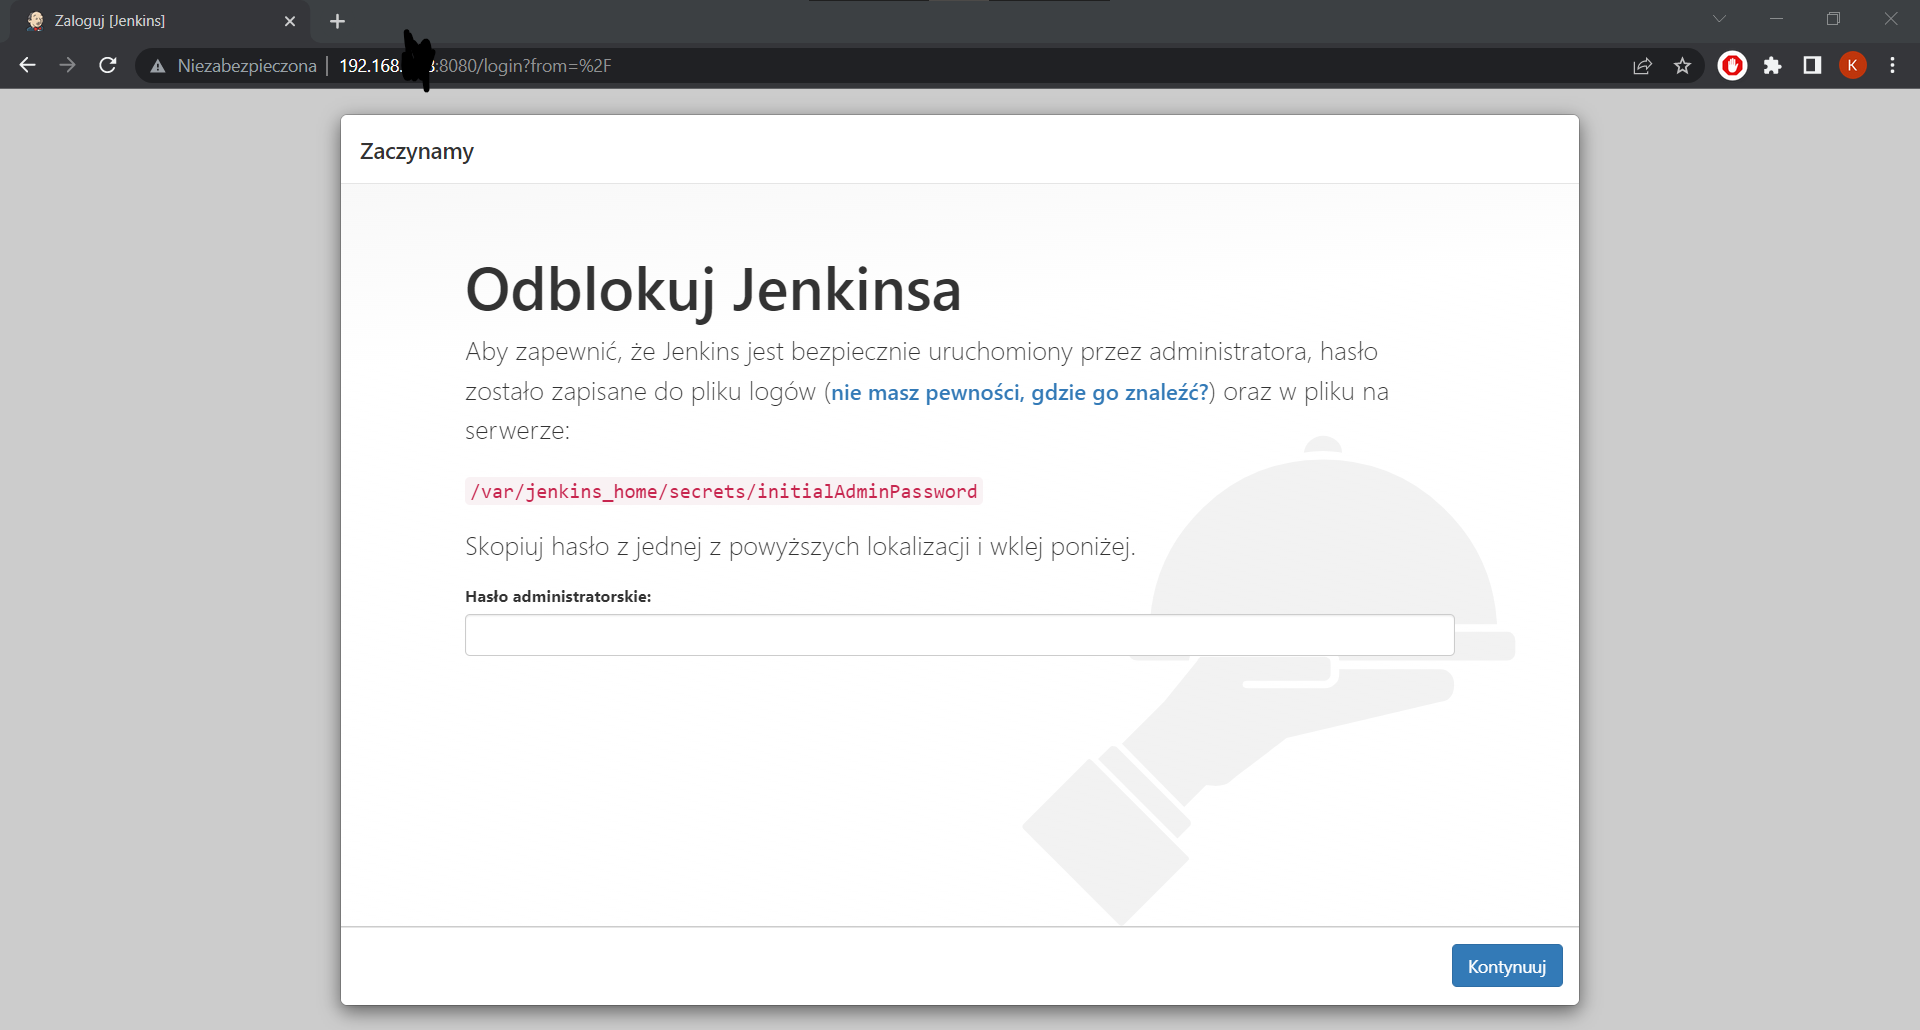 Zaloguj [Jenkins]
Niezabezpieczona 192.168. :8080/login?from=%2F
K
Zaczynamy
Odblokuj Jenkinsa
Aby zapewnić, że Jenkins jest bezpiecznie uruchomiony przez administratora, hasło
zostało zapisane do pliku logów (nie masz pewności, gdzie go znaleźć?) oraz w pliku na
serwerze:
/var/jenkins_home/secrets/initialAdminPassword
Skopiuj hasło z jednej z powyższych lokalizacji i wklej poniżej.
Hasło administratorskie:
Kontynuuj